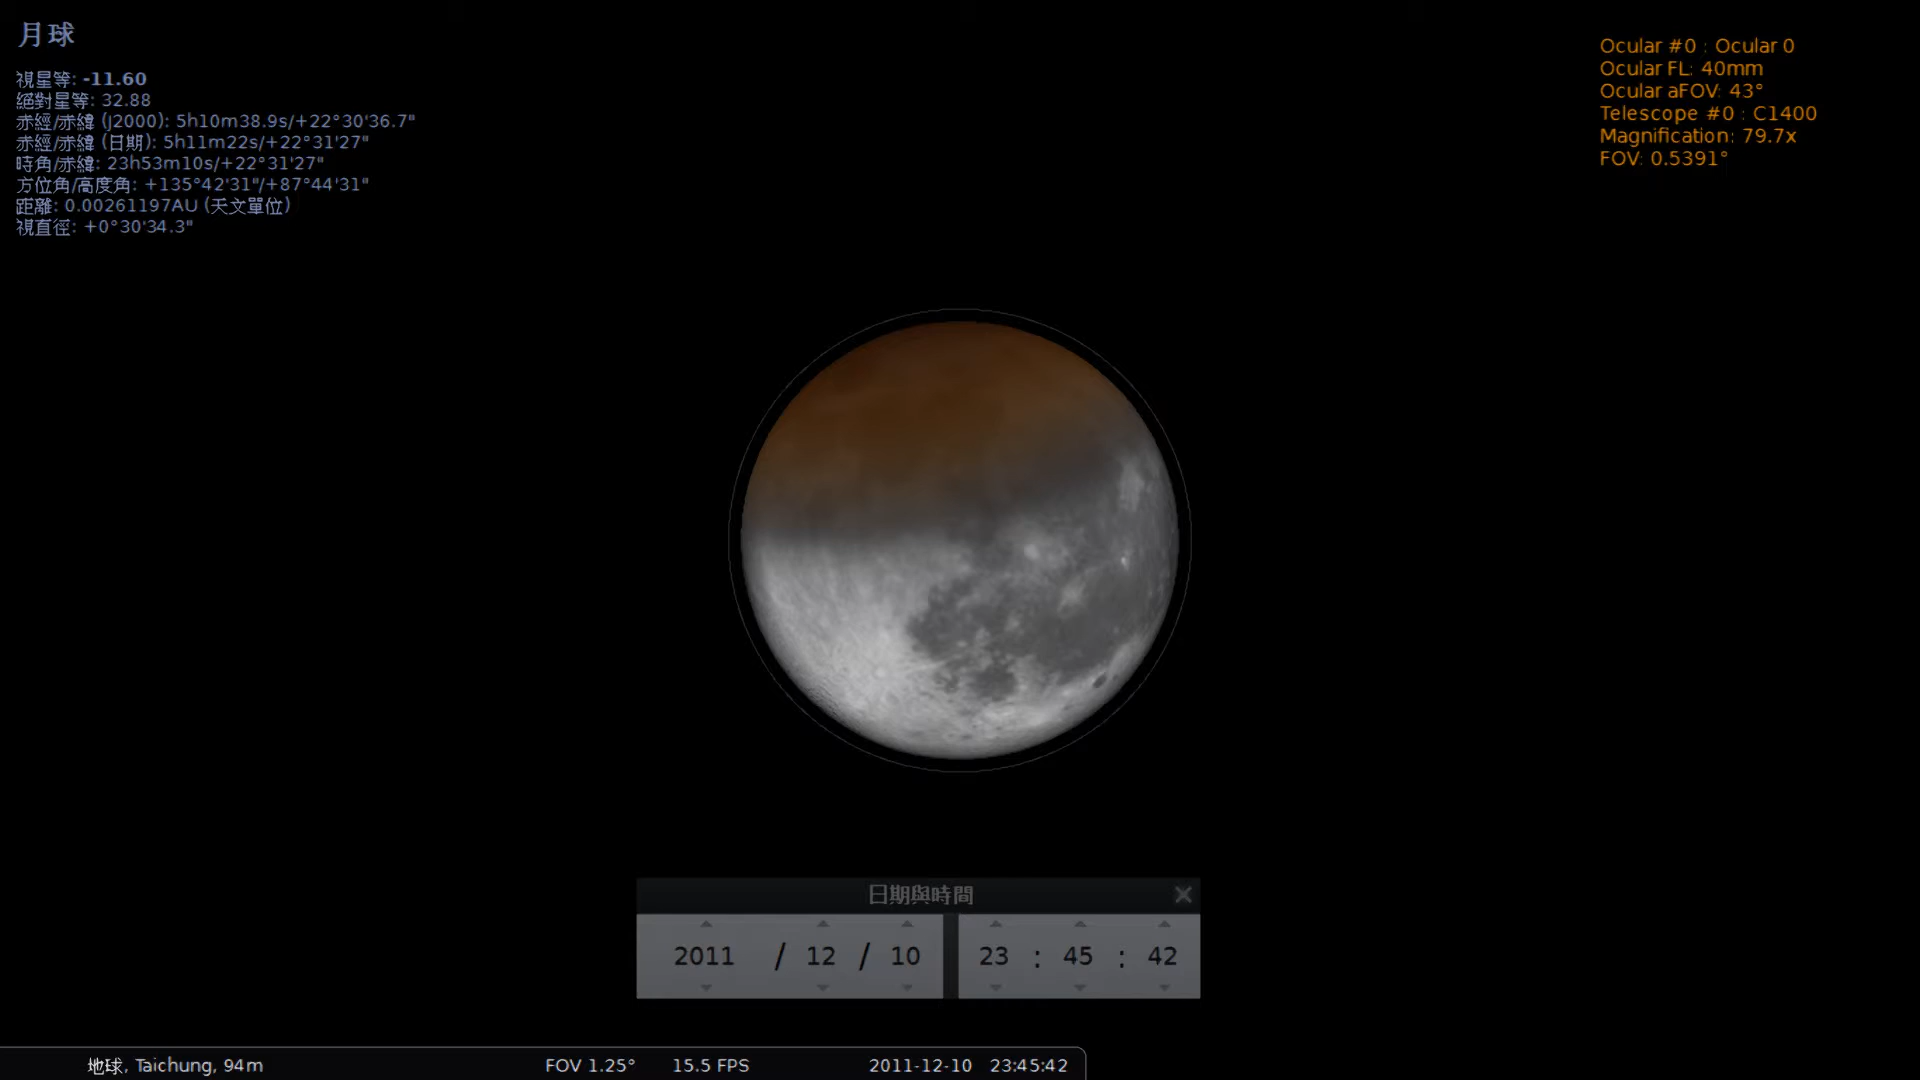 月球
視星等: -11.60
絕對星等: 32.88
赤經/赤緯 (J2000): 5h10m38.9s/+22°30'36.7"
赤經/赤緯 (日期): 5h11m22s/+22°31'27"
時角/赤緯: 23h53m10s/+22°31'27"
方位角/高度角: +135°42'31"/+87°44'31"
距離: 0.00261197AU (天文單位)
視直徑: +0°30'34.3"
Ocular #0 : Ocular 0
Ocular FL: 40mm
Ocular aFOV: 43°
Telescope #0 : C1400
Magnification: 79.7x
FOV: 0.5391°
日期與時間
2011 / 12 / 10 23 : 45 : 42
地球, Taichung, 94m FOV 1.25° 15.5 FPS 2011-12-10 23:45:42